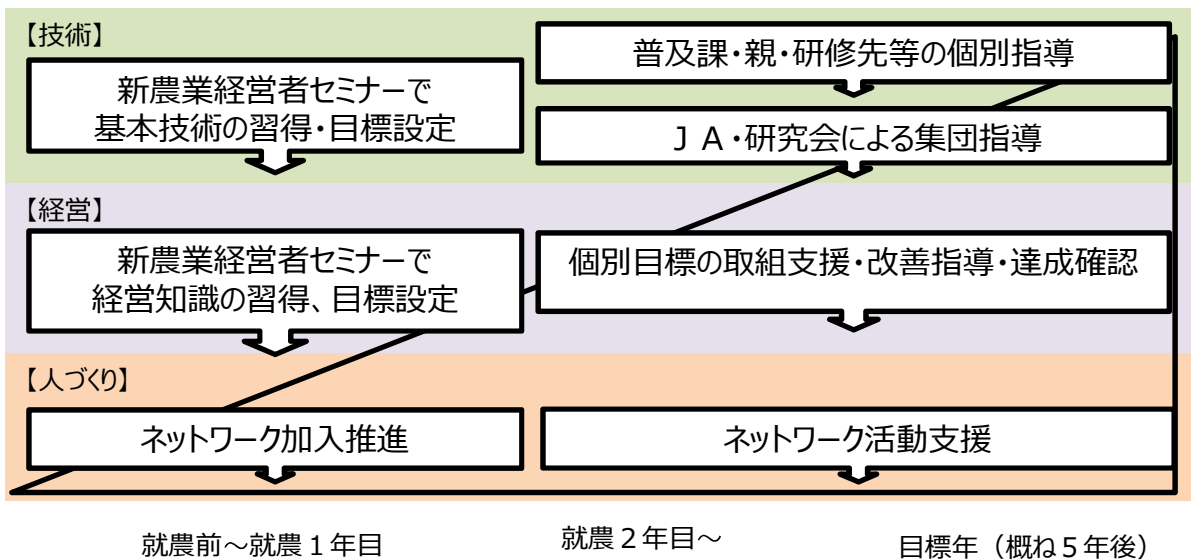 【技術】
新農業経営者セミナーで
基本技術の習得・目標設定
普及課・親・研修先等の個別指導
ＪＡ・研究会による集団指導
【経営】
新農業経営者セミナーで
経営知識の習得、目標設定
個別目標の取組支援・改善指導・達成確認
【人づくり】
ネットワーク加入推進
ネットワーク活動支援
就農前～就農１年目
就農２年目～
目標年（概ね５年後）